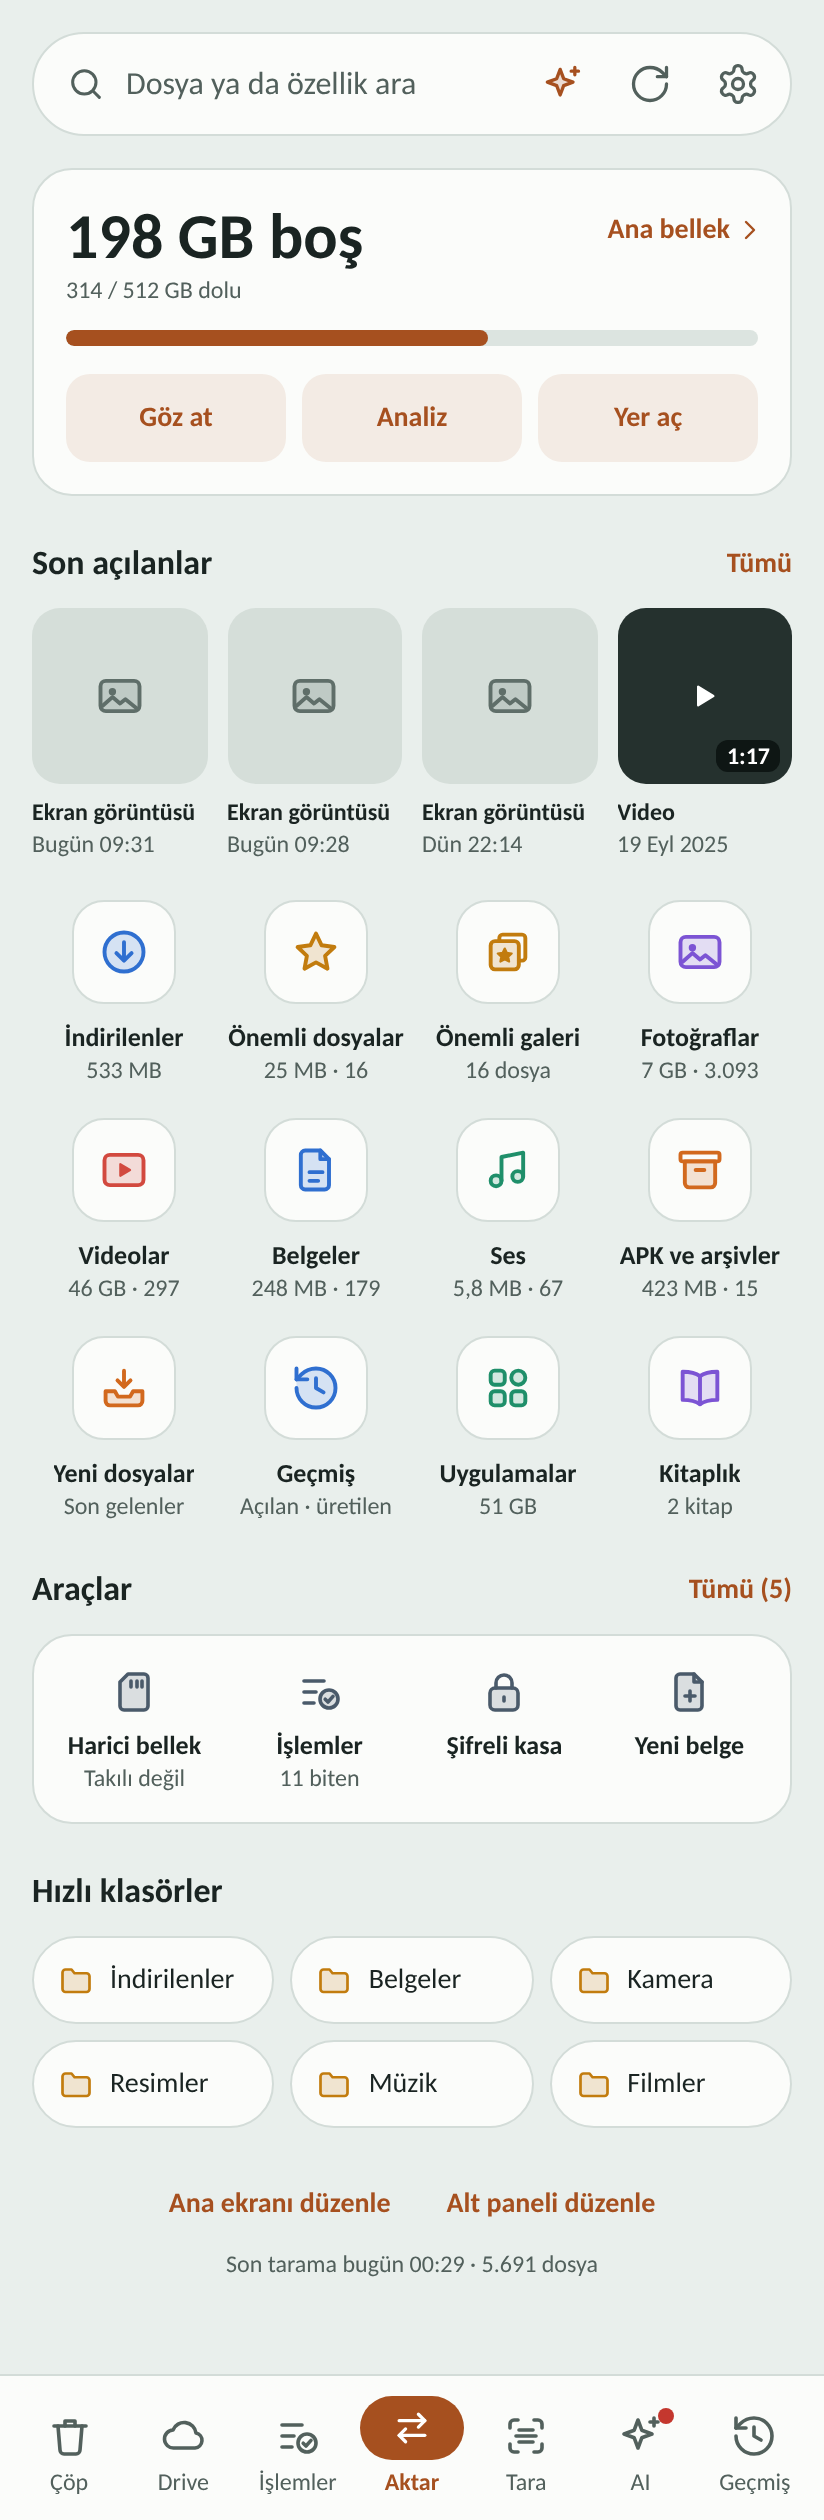 Dosya ya da özellik ara
198 GB boş
Ana bellek
314 / 512 GB dolu
Göz at
Analiz
Yer aç
Son açılanlar
Tümü
1:17
Ekran görüntüsü
Ekran görüntüsü
Ekran görüntüsü
Video
Bugün 09:31
Bugün 09:28
Dün 22:14
19 Eyl 2025
İndirilenler
Önemli dosyalar
Önemli galeri
Fotoğraflar
533 MB
25 MB · 16
16 dosya
7 GB · 3.093
Videolar
Belgeler
Ses
APK ve arşivler
46 GB · 297
248 MB · 179
5,8 MB · 67
423 MB · 15
Yeni dosyalar
Geçmiş
Uygulamalar
Kitaplık
Son gelenler
Açılan · üretilen
51 GB
2 kitap
Araçlar
Tümü (5)
Harici bellek
İşlemler
Şifreli kasa
Yeni belge
Takılı değil
11 biten
Hızlı klasörler
İndirilenler
Belgeler
Kamera
Resimler
Müzik
Filmler
Ana ekranı düzenle
Alt paneli düzenle
Son tarama bugün 00:29 · 5.691 dosya
Çöp
Drive
İşlemler
Aktar
Tara
AI
Geçmiş